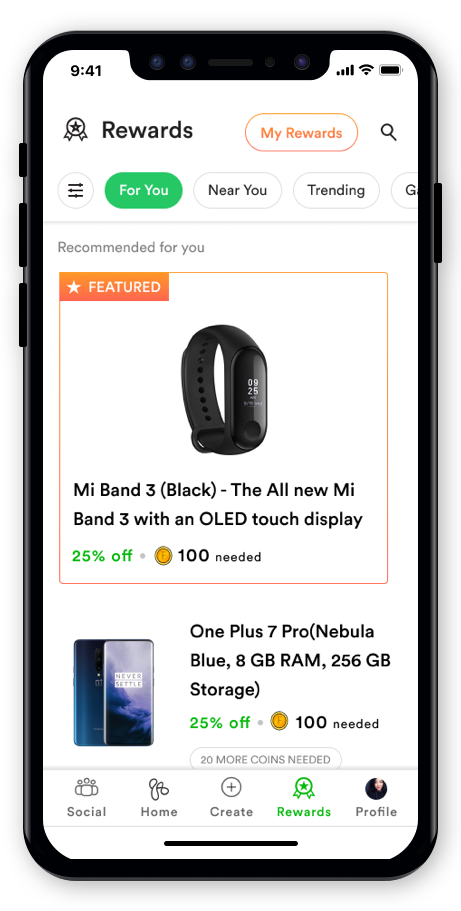 9:41
Rewards
My Rewards
For You
Near You
Trending
Recommended for you
FEATURED
09
25
Mi Band 3 (Black) - The All new Mi
Band 3 with an OLED touch display
25% off • 100 needed
One Plus 7 Pro(Nebula
Blue, 8 GB RAM, 256 GB
Storage)
NEVER
SETTLE
25% off • 100 needed
20 MORE COINS NEEDED
Social
Home
Create
Rewards
Profile